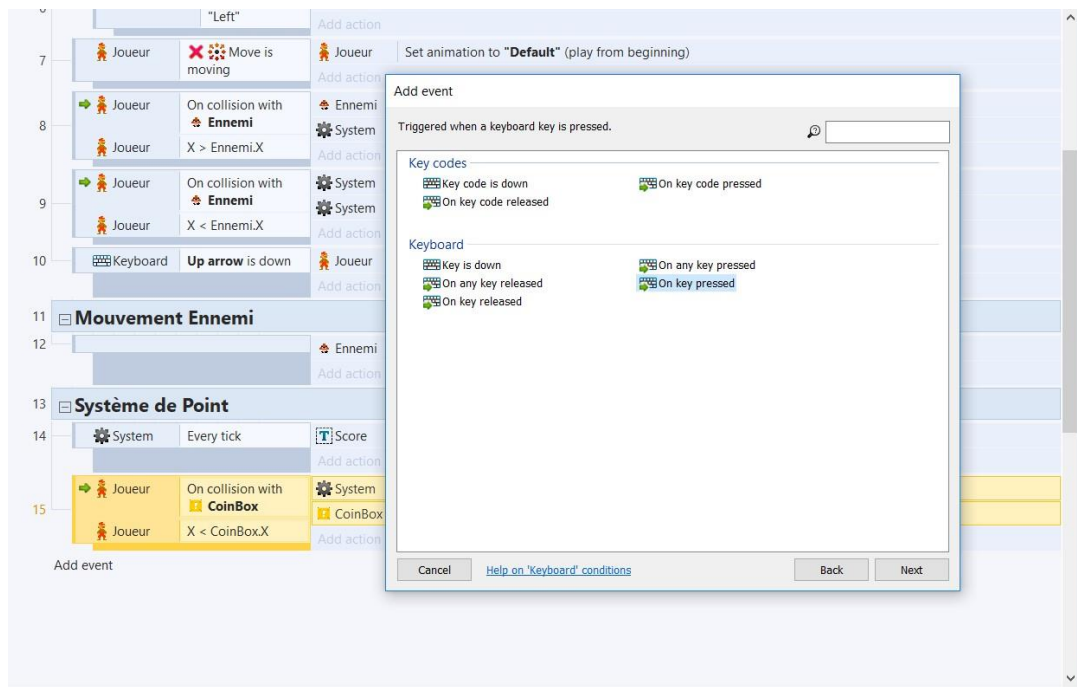 "Left"
Add action
7
Joueur
Move is moving
Joueur
Set animation to "Default" (play from beginning)
Add action
8
Joueur
On collision with
Ennemi
Joueur
X > Ennemi.X
Ennemi
System
Add action
9
Joueur
On collision with
Ennemi
Joueur
X < Ennemi.X
System
System
Add action
10
Keyboard
Up arrow is down
Joueur
Add action
11
Mouvement Ennemi
12
Ennemi
Add action
13
Système de Point
14
System
Every tick
Score
Add action
15
Joueur
On collision with
CoinBox
Joueur
X < CoinBox.X
System
CoinBox
Add action
Add event
Add event
Triggered when a keyboard key is pressed.
Key codes
Key code is down
On key code pressed
On key code released
Keyboard
Key is down
On any key pressed
On any key released
On key pressed
On key released
Cancel
Help on 'Keyboard' conditions
Back
Next